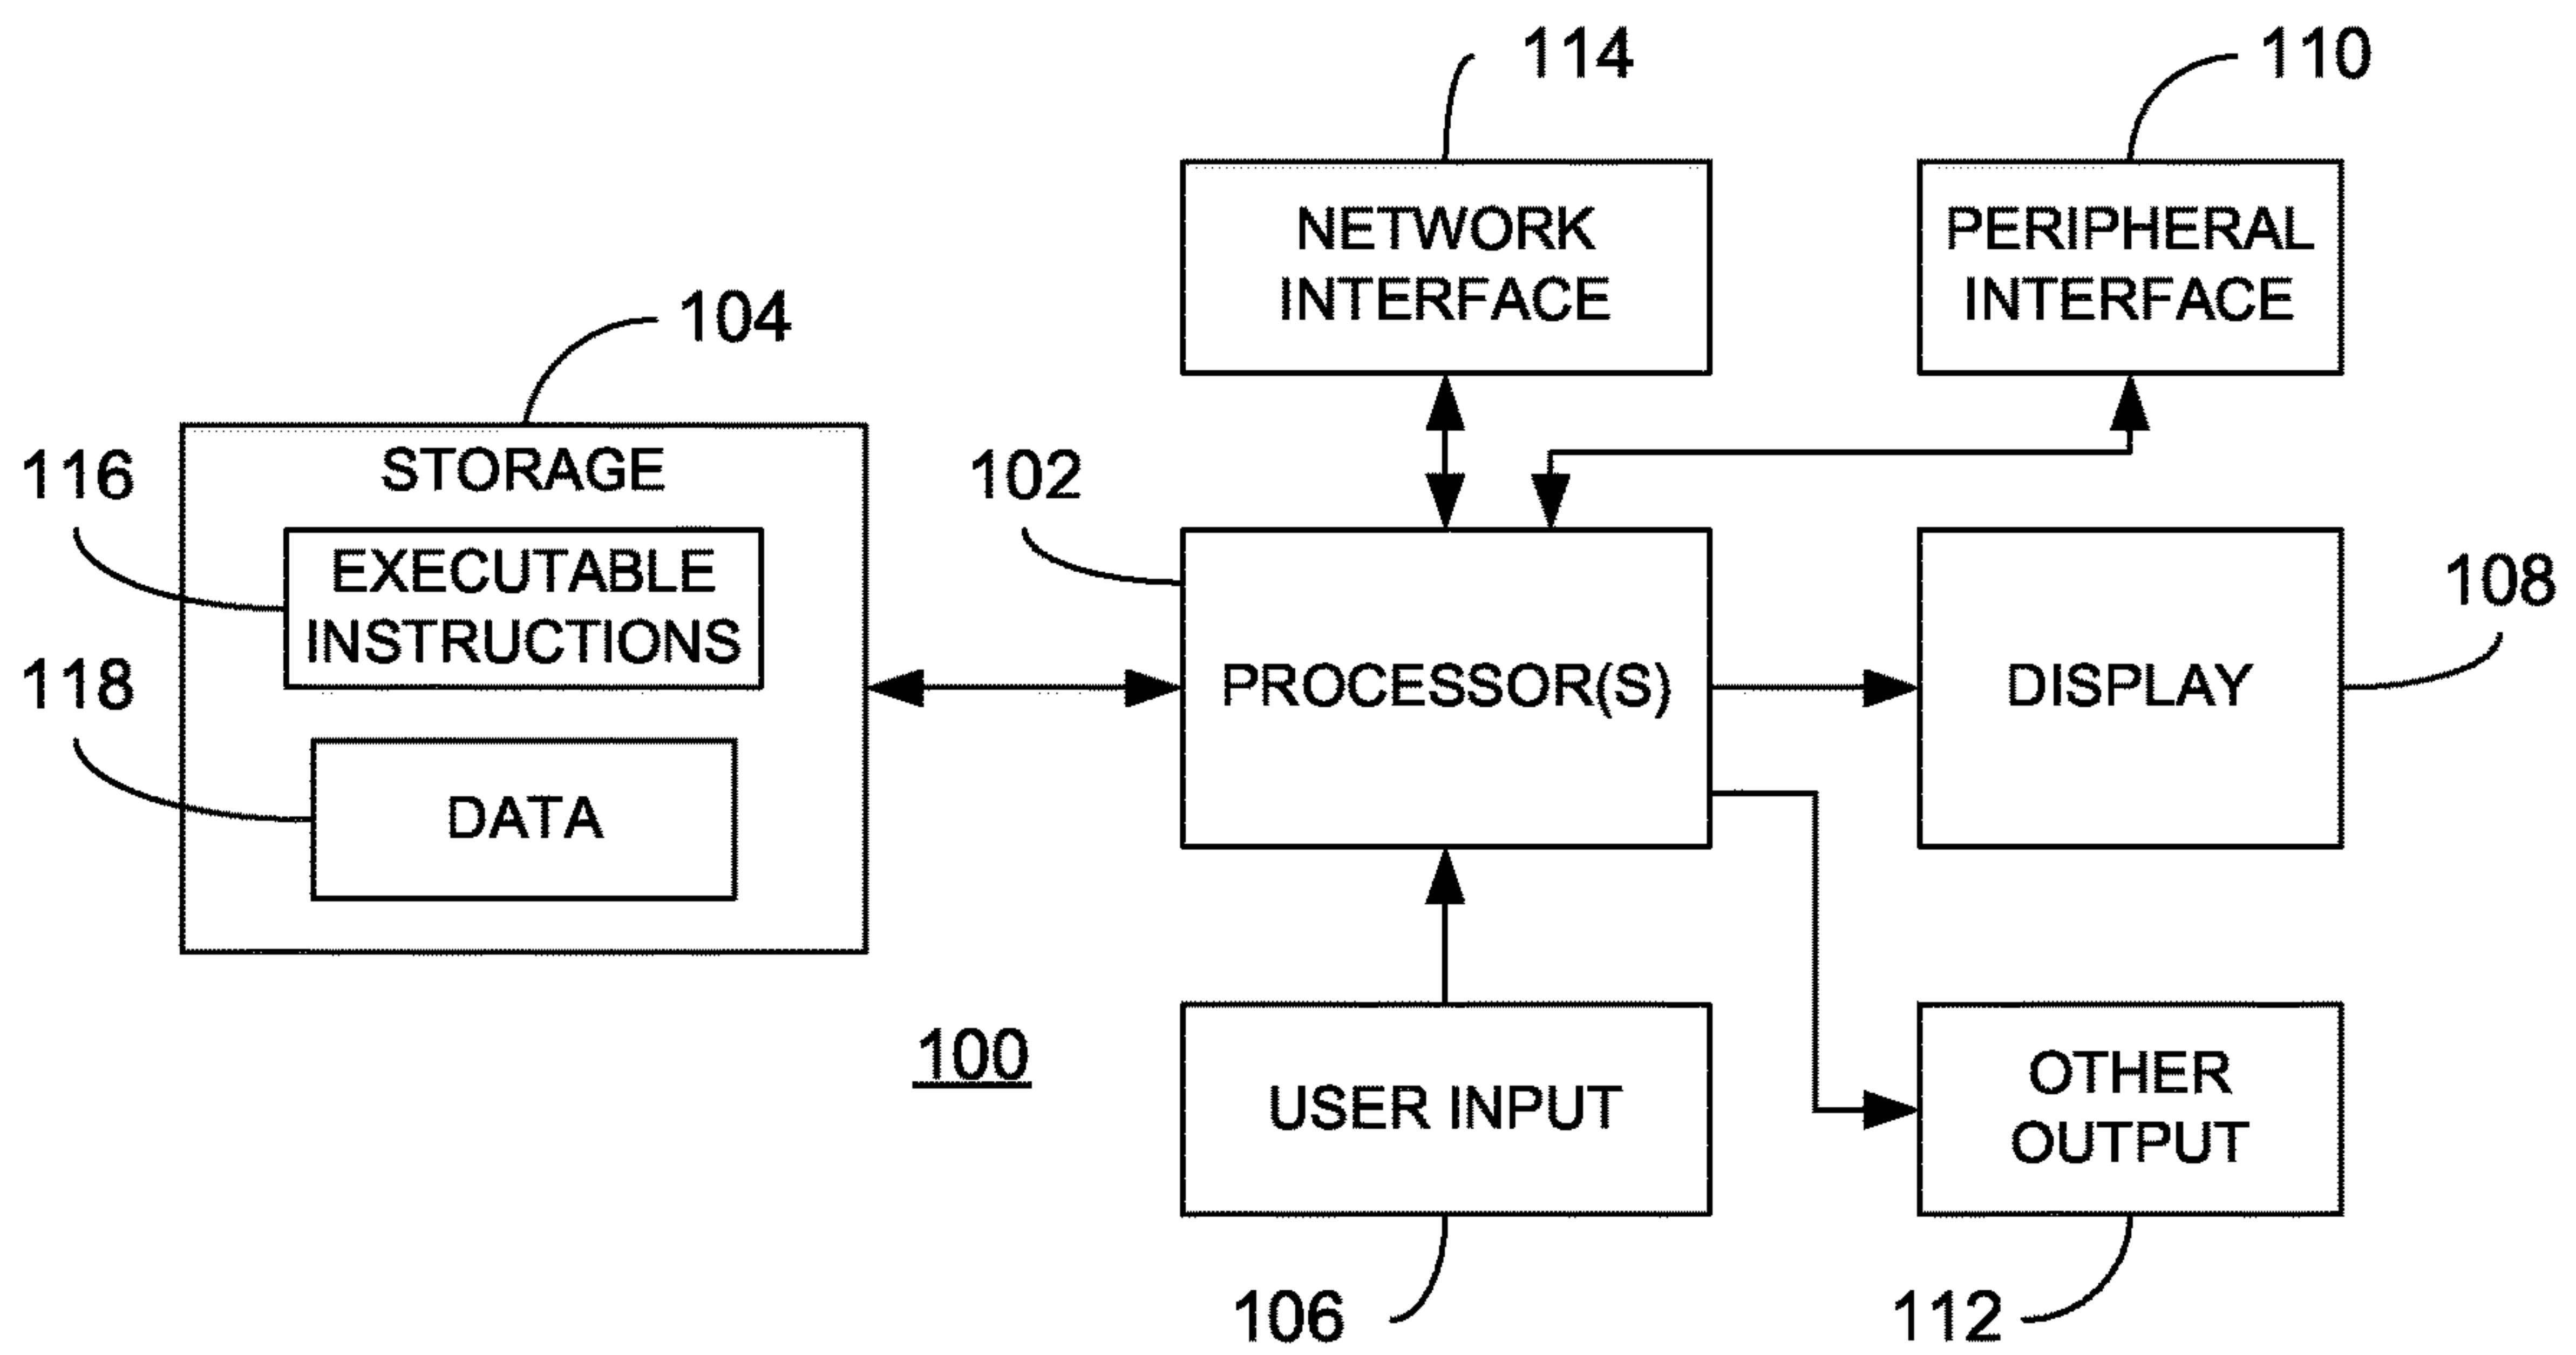 114
110
NETWORK
INTERFACE
PERIPHERAL
INTERFACE
104
STORAGE
116
EXECUTABLE
INSTRUCTIONS
118
DATA
102
PROCESSOR(S)
108
DISPLAY
100
USER INPUT
OTHER
OUTPUT
106
112